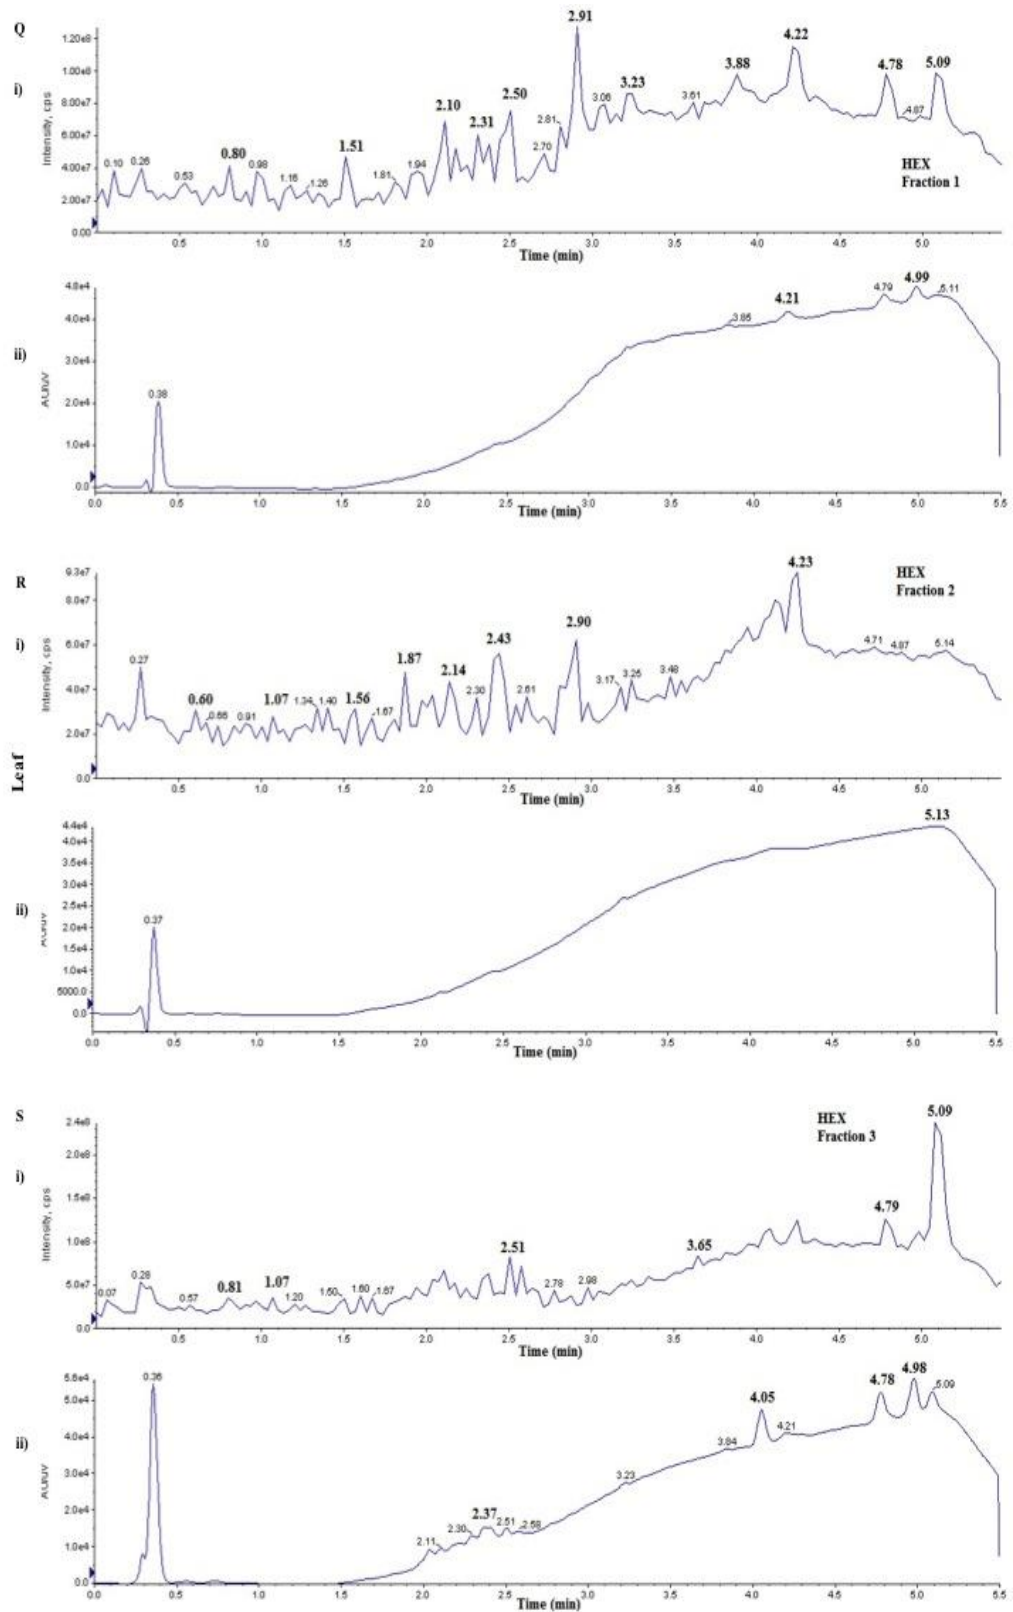 Q
i)
Intensity, cps
1.20e8
1.00e8
8.00e7
6.00e7
4.00e7
2.00e7
0.00
0.10
0.26
0.53
0.80
0.98
1.16
1.26
1.51
1.81
1.94
2.10
2.31
2.50
2.70
2.81
2.91
3.06
3.23
3.61
3.88
4.22
4.78
4.87
5.09
HEX
Fraction 1
0.5 1.0 1.5 2.0 2.5 3.0 3.5 4.0 4.5 5.0
Time (min)
ii)
4.8e4
4.0e4
3.0e4
2.0e4
1.0e4
0.0
0.38
3.85
4.21
4.79
4.99
5.11
0.0 0.5 1.0 1.5 2.0 2.5 3.0 3.5 4.0 4.5 5.0 5.5
Time (min)
Leaf
R
i)
Intensity, cps
9.3e7
8.0e7
6.0e7
4.0e7
2.0e7
0.0
0.27
0.60
0.66
0.91
1.07
1.34
1.40
1.56
1.67
1.87
2.14
2.30
2.43
2.61
2.90
3.17
3.25
3.48
4.23
4.71
4.87
5.14
HEX
Fraction 2
0.5 1.0 1.5 2.0 2.5 3.0 3.5 4.0 4.5 5.0
Time (min)
ii)
4.4e4
4.0e4
3.0e4
2.0e4
1.5e4
1.0e4
5000.0
0.0
0.37
5.13
0.0 0.5 1.0 1.5 2.0 2.5 3.0 3.5 4.0 4.5 5.0 5.5
Time (min)
S
i)
Intensity, cps
2.4e8
2.0e8
1.5e8
1.0e8
5.0e7
0.0
0.07
0.28
0.57
0.81
1.07
1.20
1.50
1.60
1.67
2.51
2.78
2.98
3.65
4.79
5.09
HEX
Fraction 3
0.5 1.0 1.5 2.0 2.5 3.0 3.5 4.0 4.5 5.0
Time (min)
ii)
5.6e4
5.0e4
4.0e4
3.0e4
2.0e4
1.0e4
0.0
0.36
2.11
2.30
2.37
2.51
2.58
3.23
3.84
4.05
4.21
4.78
4.98
5.09
0.0 0.5 1.0 1.5 2.0 2.5 3.0 3.5 4.0 4.5 5.0 5.5
Time (min)